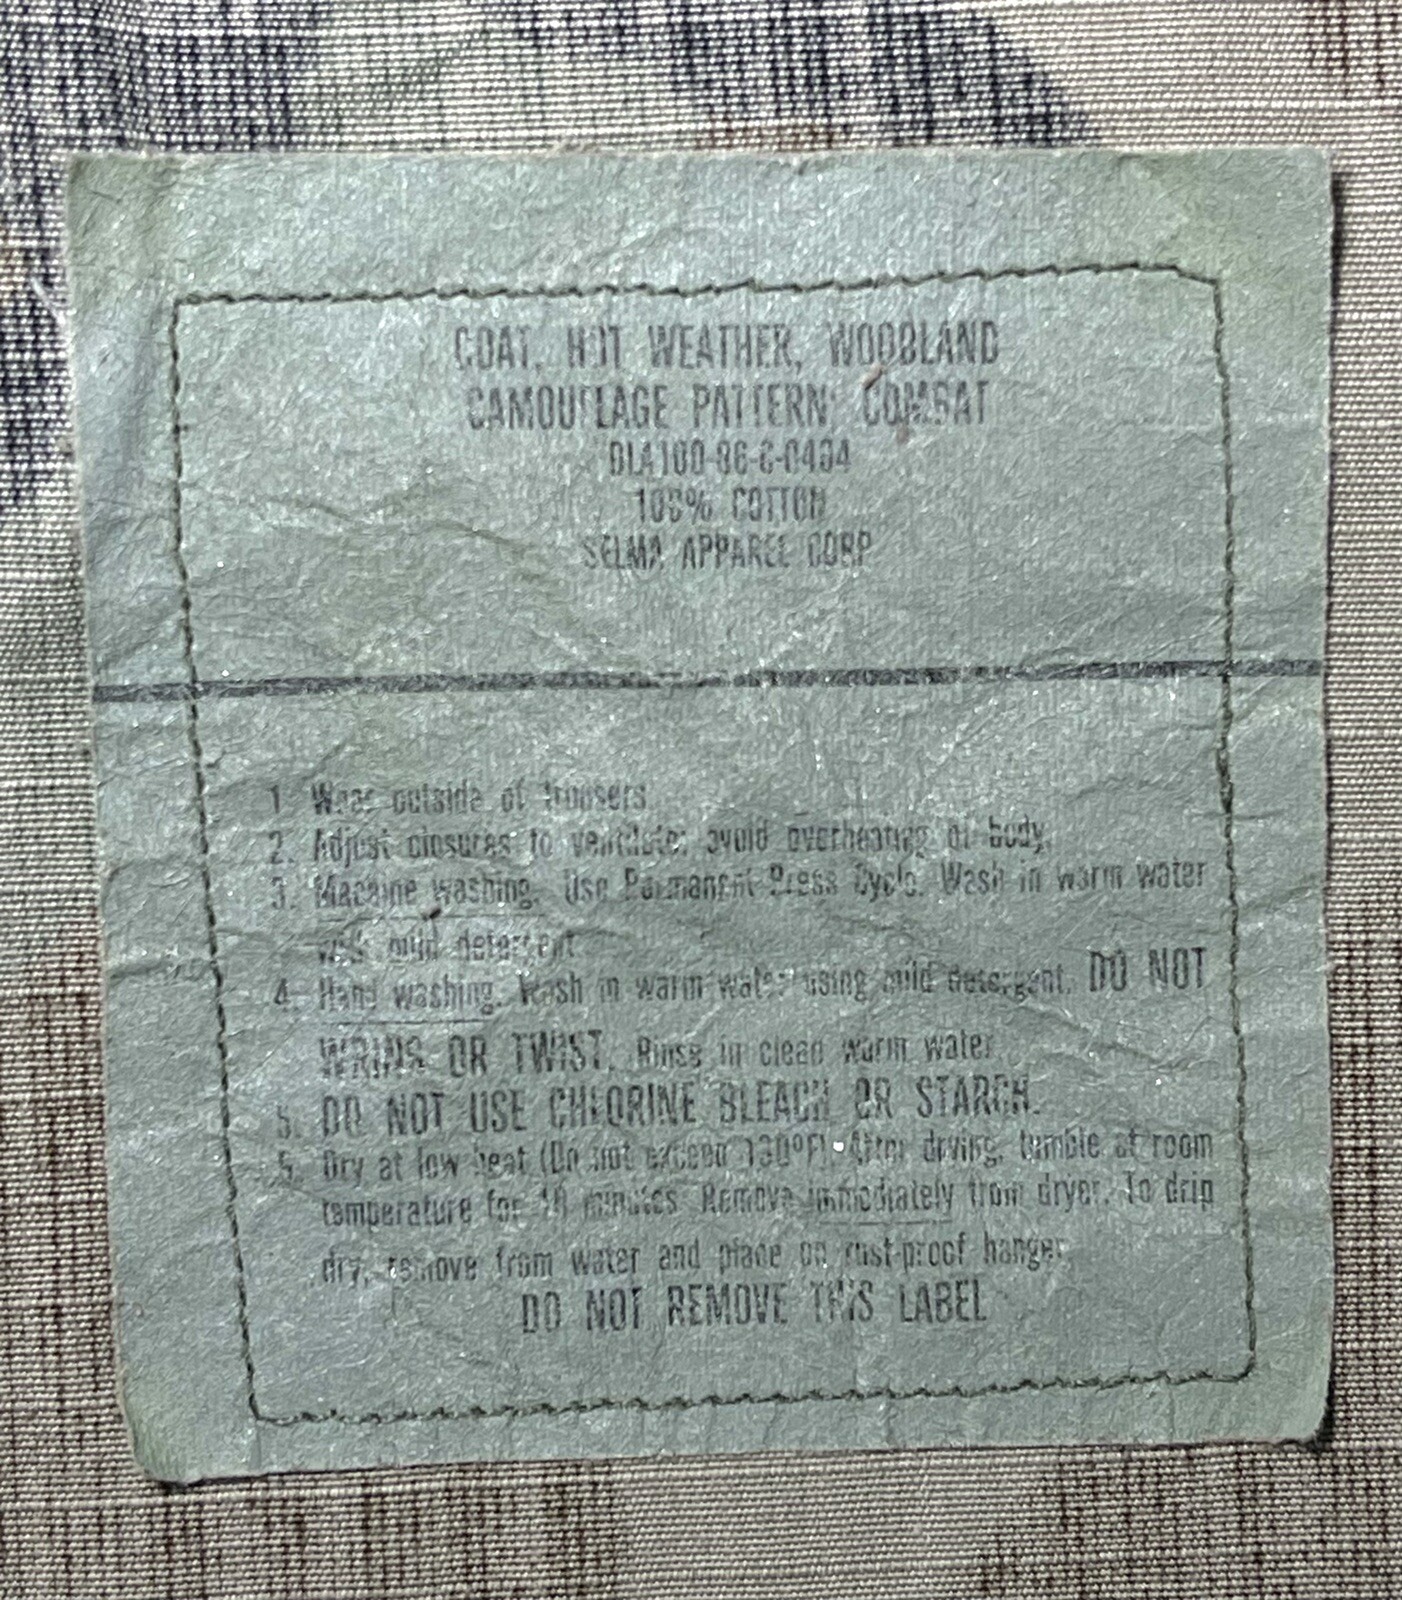 COAT, HOT WEATHER, WOODLAND
CAMOUFLAGE PATTERN, COMBAT
DLA100-86-C-0434
100% COTTON
SELMA APPAREL CORP
1. Wear outside of trousers.
2. Adjust closures to ventilate; avoid overheating of body.
3. Machine washing. Use Permanent Press Cycle. Wash in warm water
with mild detergent.
4. Hand washing. Wash in warm water using mild detergent. DO NOT
WRING OR TWIST. Rinse in clean warm water.
5. DO NOT USE CHLORINE BLEACH OR STARCH.
6. Dry at low heat (Do not exceed 130°F). After drying, tumble at room
temperature for 10 minutes. Remove immediately from dryer. To drip
dry, remove from water and place on rust-proof hanger.
DO NOT REMOVE THIS LABEL